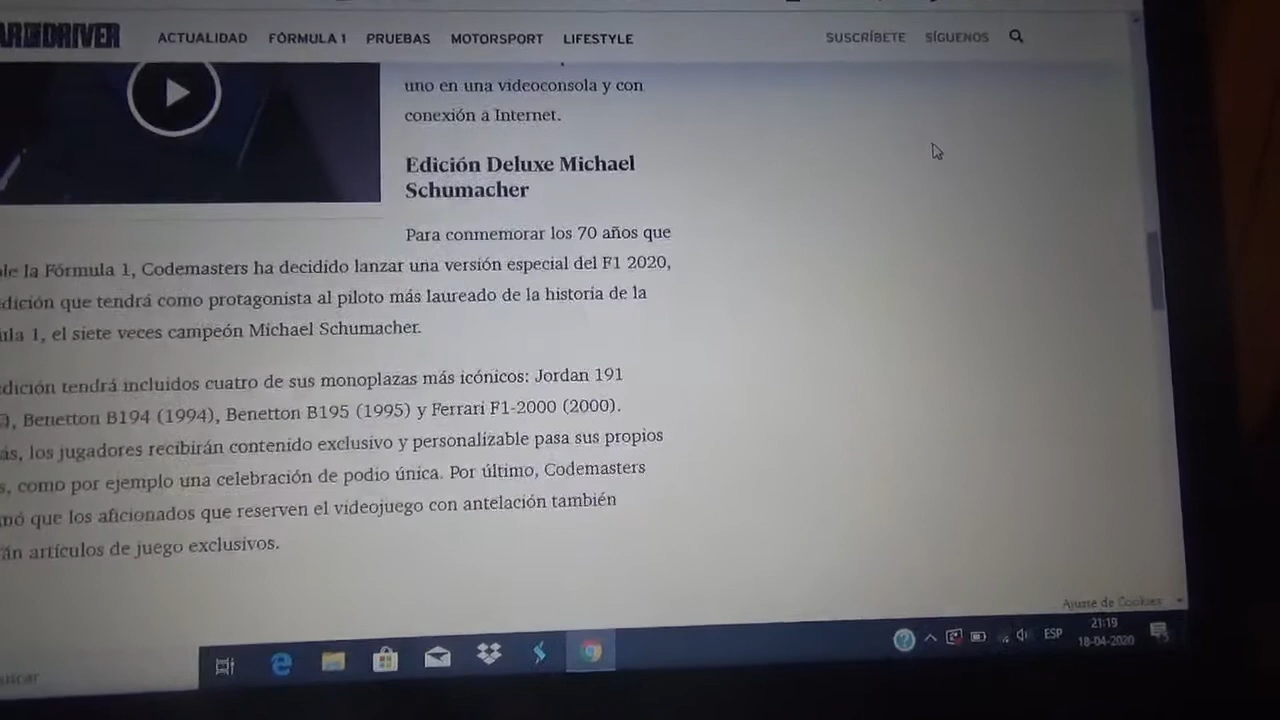 DRIVER
ACTUALIDAD FÓRMULA 1 PRUEBAS MOTORSPORT LIFESTYLE SUSCRÍBETE SÍGUENOS
uno en una videoconsola y con
conexión a Internet.
Edición Deluxe Michael
Schumacher
Para conmemorar los 70 años que
la Fórmula 1, Codemasters ha decidido lanzar una versión especial del F1 2020,
dición que tendrá como protagonista al piloto más laureado de la historia de la
ula 1, el siete veces campeón Michael Schumacher.
dición tendrá incluidos cuatro de sus monoplazas más icónicos: Jordan 191
), Benetton B194 (1994), Benetton B195 (1995) y Ferrari F1-2000 (2000).
ás, los jugadores recibirán contenido exclusivo y personalizable pasa sus propios
s, como por ejemplo una celebración de podio única. Por último, Codemasters
mó que los aficionados que reserven el videojuego con antelación también
án artículos de juego exclusivos.
Ajuste de Cookies
ESP
21:19
18-04-2020